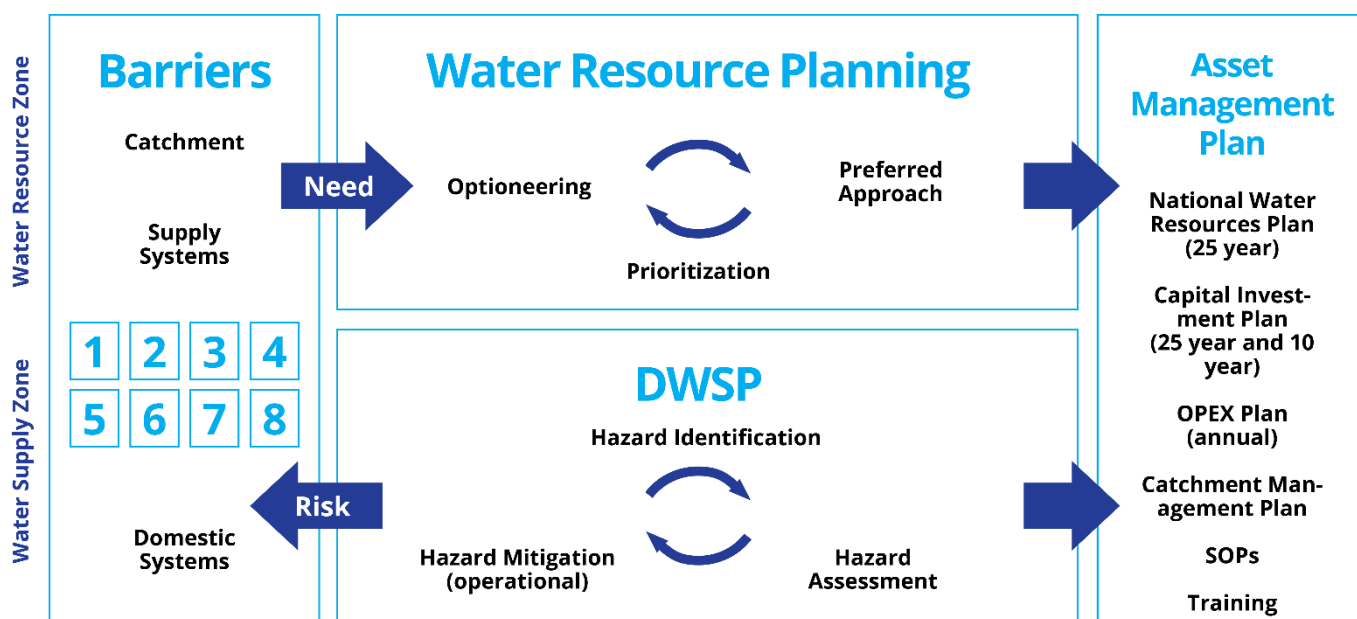 Water Resource Zone
Water Supply Zone
Barriers
Catchment
Supply
Systems
1 2 3 4
5 6 7 8
Domestic
Systems
Need
Risk
Water Resource Planning
Optioneering
Preferred
Approach
Prioritization
DWSP
Hazard Identification
Hazard Mitigation
(operational)
Hazard
Assessment
Asset
Management
Plan
National Water
Resources Plan
(25 year)
Capital Invest-
ment Plan
(25 year and 10
year)
OPEX Plan
(annual)
Catchment Man-
agement Plan
SOPs
Training